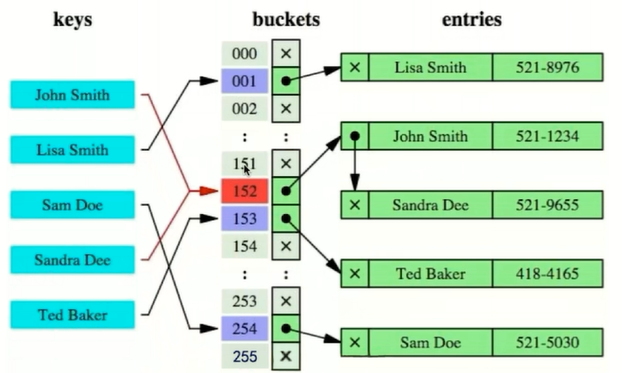 keys buckets entries
000 ×
001 × Lisa Smith 521-8976
John Smith
002 ×
: :
× John Smith 521-1234
Lisa Smith
151 ×
152
Sam Doe × Sandra Dee 521-9655
153
154 ×
Sandra Dee
: : × Ted Baker 418-4165
253 ×
Ted Baker
254
× Sam Doe 521-5030
255 ×